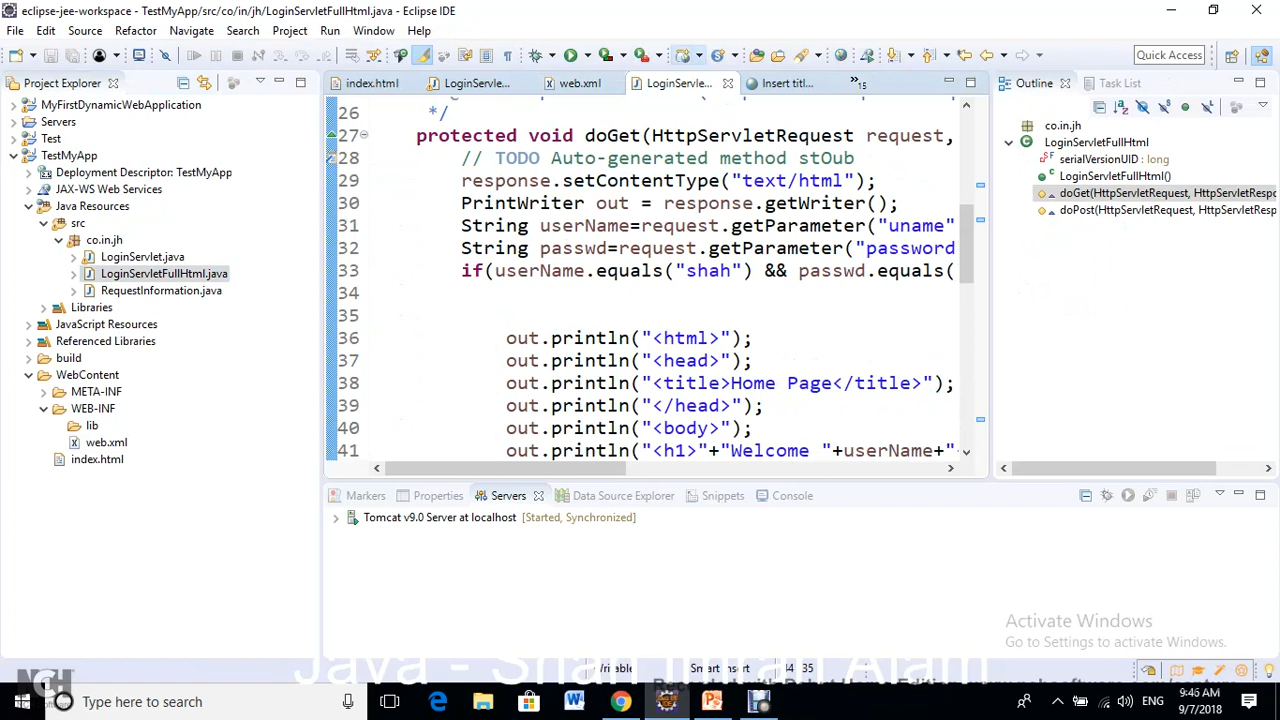 eclipse-jee-workspace - TestMyApp/src/co/in/jh/LoginServletFullHtml.java - Eclipse IDE
File Edit Source Refactor Navigate Search Project Run Window Help
Quick Access
Project Explorer
MyFirstDynamicWebApplication
Servers
Test
TestMyApp
Deployment Descriptor: TestMyApp
JAX-WS Web Services
Java Resources
src
co.in.jh
LoginServlet.java
LoginServletFullHtml.java
RequestInformation.java
Libraries
JavaScript Resources
Referenced Libraries
build
WebContent
META-INF
WEB-INF
lib
web.xml
index.html
index.html LoginServle... web.xml LoginServle... Insert titl... »15
26 */
27 protected void doGet(HttpServletRequest request,
28 // TODO Auto-generated method stOub
29 response.setContentType("text/html");
30 PrintWriter out = response.getWriter();
31 String userName=request.getParameter("uname"
32 String passwd=request.getParameter("password
33 if(userName.equals("shah") && passwd.equals(
34
35
36 out.println("<html>");
37 out.println("<head>");
38 out.println("<title>Home Page</title>");
39 out.println("</head>");
40 out.println("<body>");
41 out.println("<h1>"+"Welcome "+userName+"
Outline Task List
co.in.jh
LoginServletFullHtml
serialVersionUID : long
LoginServletFullHtml()
doGet(HttpServletRequest, HttpServletRespo
doPost(HttpServletRequest, HttpServletResp
Markers Properties Servers Data Source Explorer Snippets Console
Tomcat v9.0 Server at localhost [Started, Synchronized]
Activate Windows
Go to Settings to activate Windows.
Smart Insert
NCH
Type here to search
ENG
9:46 AM
9/7/2018